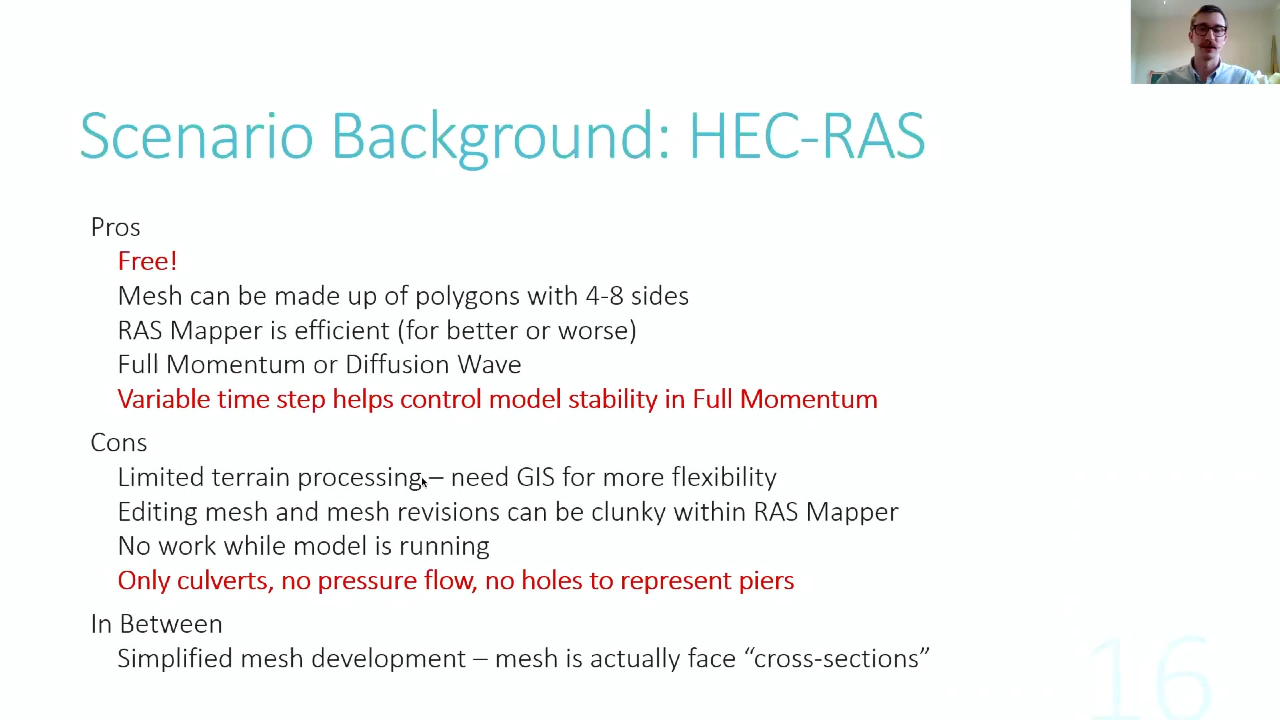 Scenario Background: HEC-RAS
Pros
Free!
Mesh can be made up of polygons with 4-8 sides
RAS Mapper is efficient (for better or worse)
Full Momentum or Diffusion Wave
Variable time step helps control model stability in Full Momentum
Cons
Limited terrain processing – need GIS for more flexibility
Editing mesh and mesh revisions can be clunky within RAS Mapper
No work while model is running
Only culverts, no pressure flow, no holes to represent piers
In Between
Simplified mesh development – mesh is actually face “cross-sections”
16